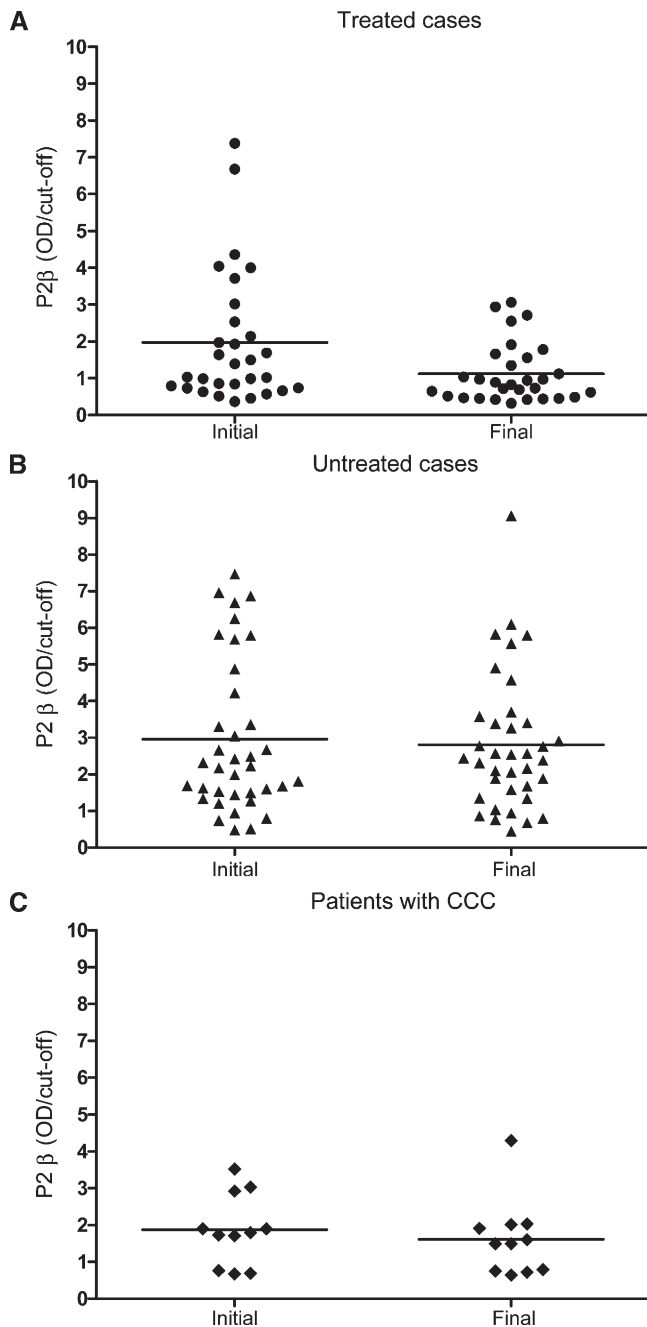 A
Treated cases
10
9
8
7
6
5
4
3
2
1
0
P2β (OD/cut-off)
Initial
Final
B
Untreated cases
10
9
8
7
6
5
4
3
2
1
0
P2 β (OD/cut-off)
Initial
Final
C
Patients with CCC
10
9
8
7
6
5
4
3
2
1
0
P2 β (OD/cut-off)
Initial
Final